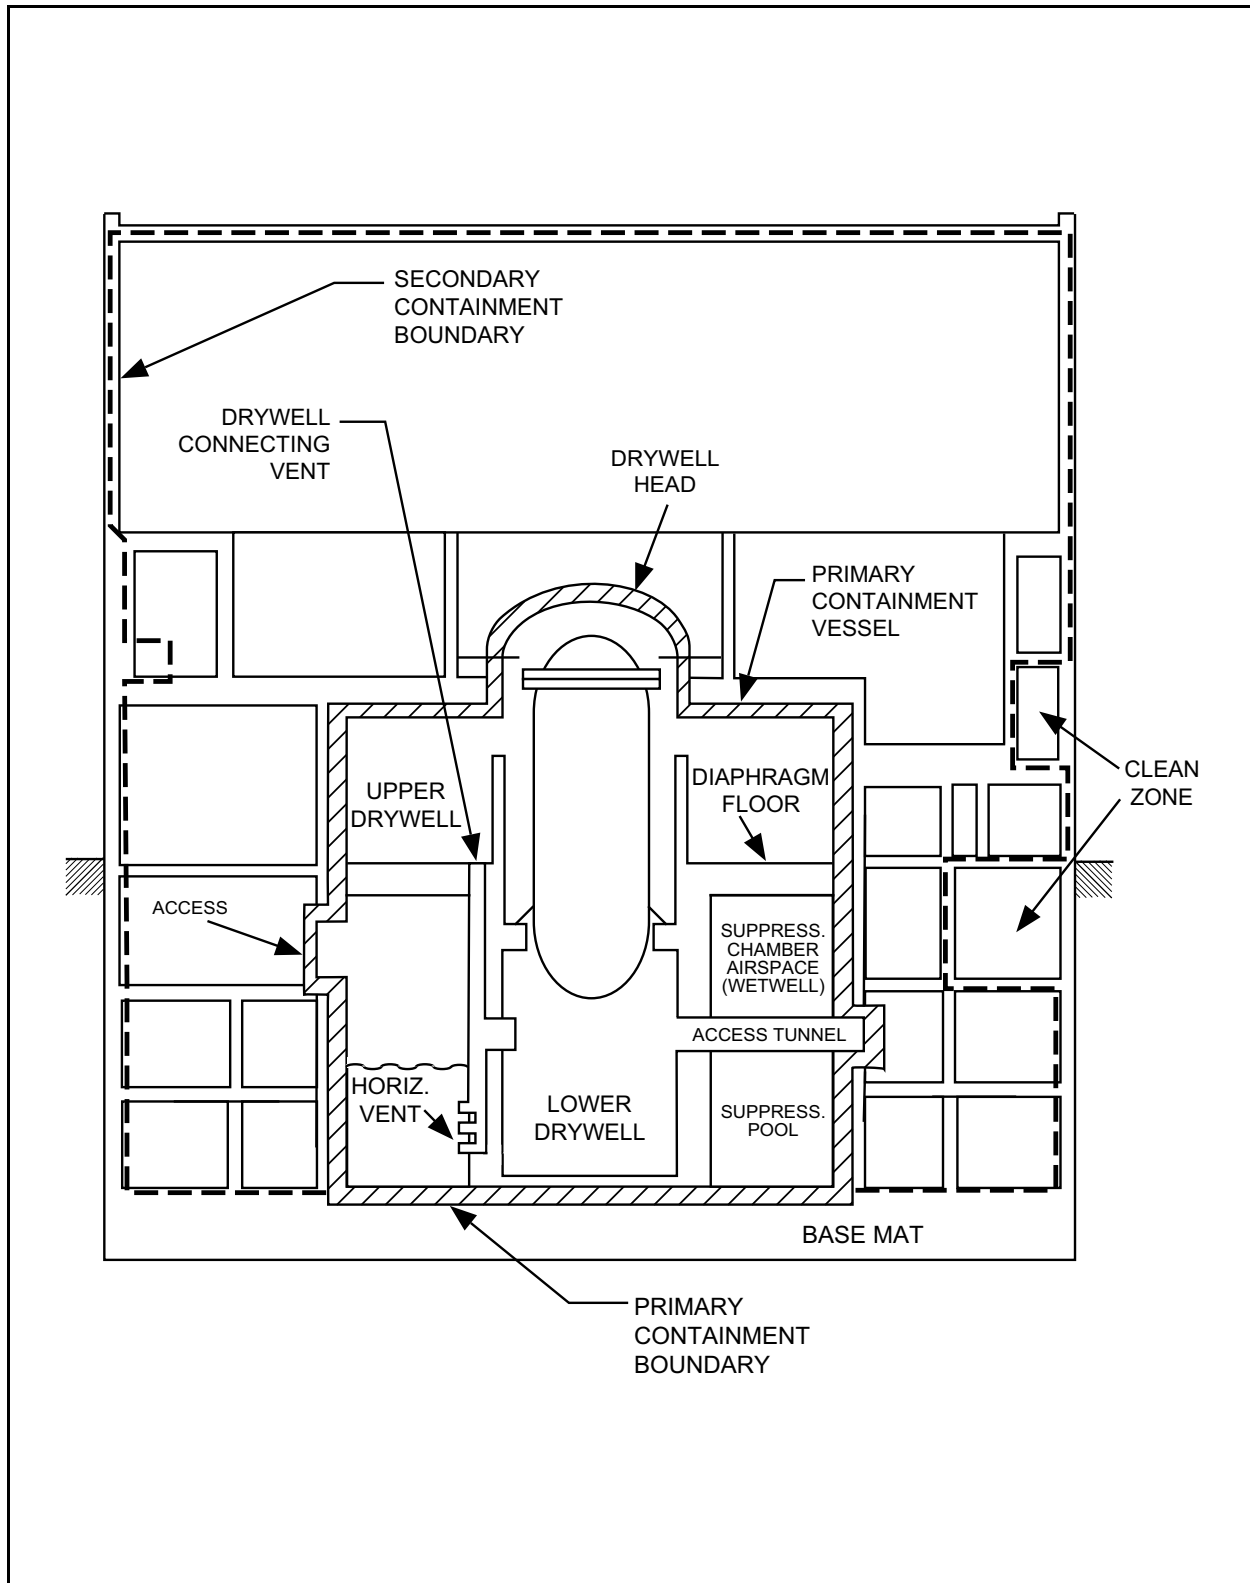 SECONDARY
CONTAINMENT
BOUNDARY
DRYWELL
CONNECTING
VENT
DRYWELL
HEAD
PRIMARY
CONTAINMENT
VESSEL
CLEAN
ZONE
UPPER
DRYWELL
DIAPHRAGM
FLOOR
ACCESS
SUPPRESS.
CHAMBER
AIRSPACE
(WETWELL)
ACCESS TUNNEL
HORIZ.
VENT
LOWER
DRYWELL
SUPPRESS.
POOL
BASE MAT
PRIMARY
CONTAINMENT
BOUNDARY